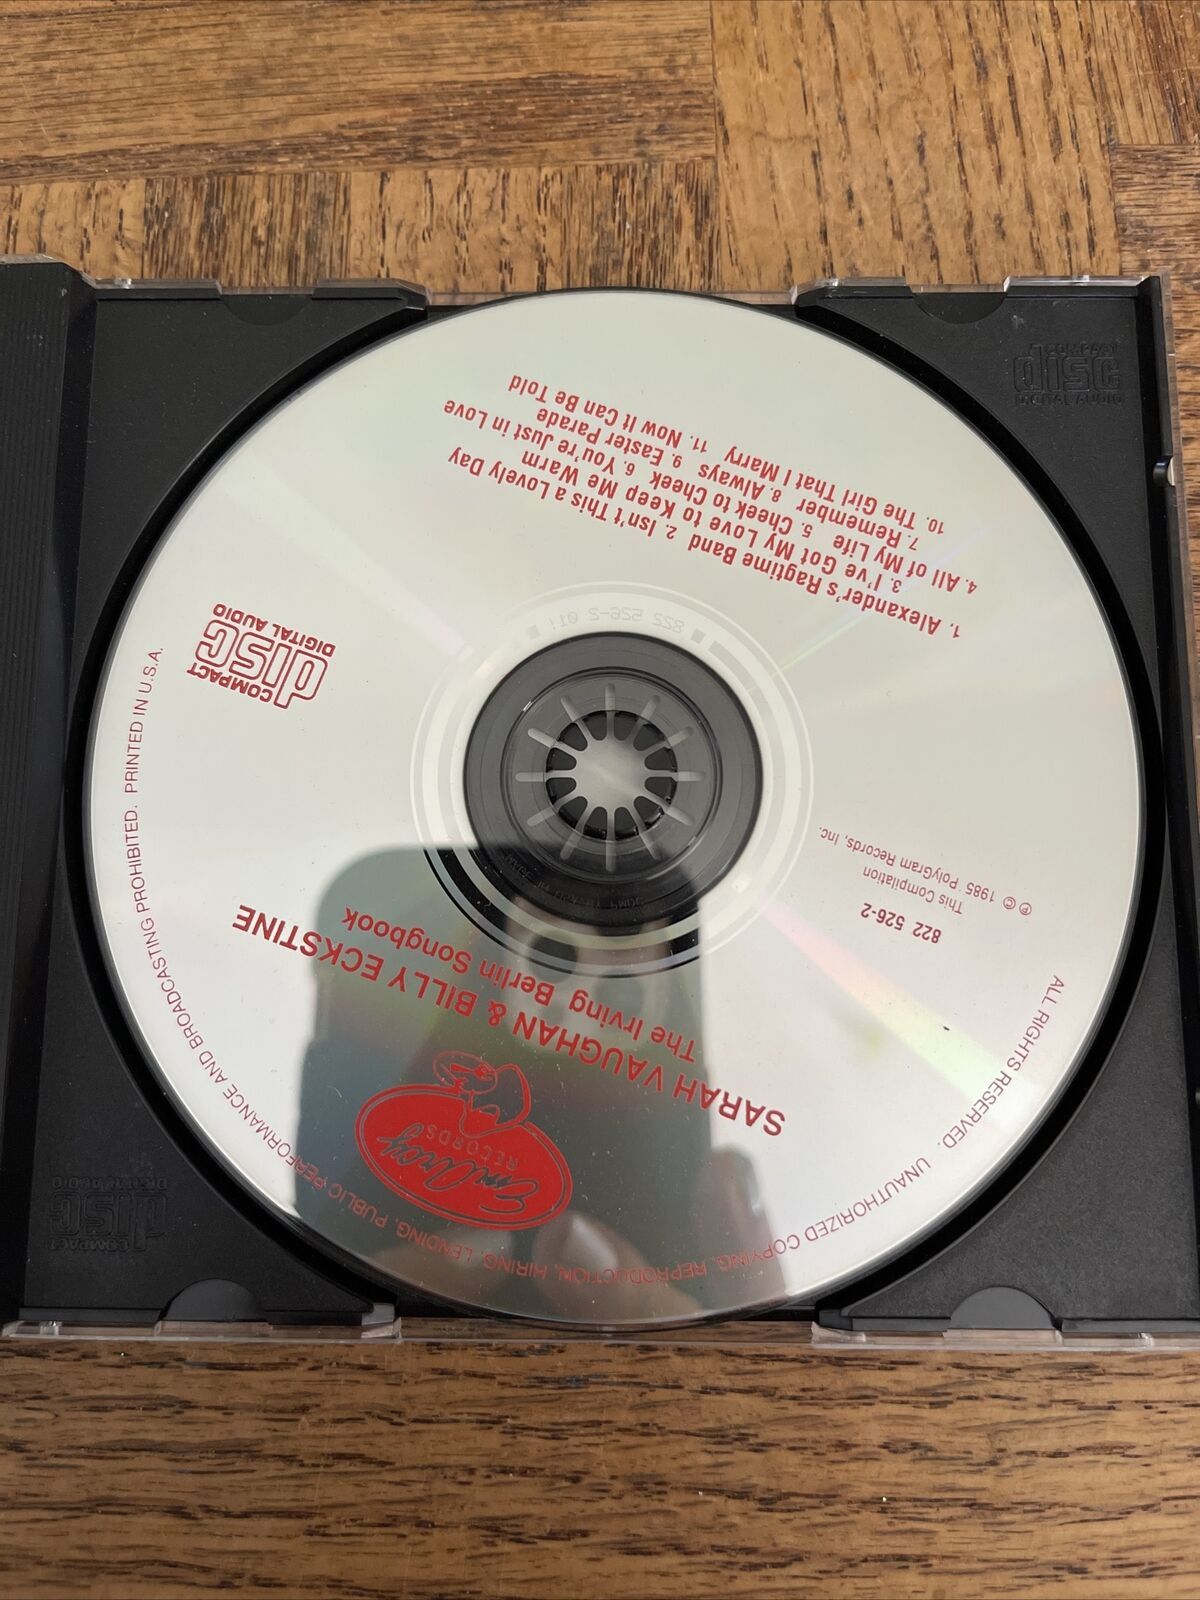 EmArcy
RECORDS
SARAH VAUGHAN & BILLY ECKSTINE
The Irving Berlin Songbook
822 526-2
This Compilation
℗ © 1985 PolyGram Records, Inc.
COMPACT
disc
DIGITAL AUDIO
1. Alexander's Ragtime Band 2. Isn't This a Lovely Day
3. I've Got My Love to Keep Me Warm
4. All of My Life 5. Cheek to Cheek 6. You're Just in Love
7. Remember 8. Always 9. Easter Parade
10. The Girl That I Marry 11. Now It Can Be Told
ALL RIGHTS RESERVED. UNAUTHORIZED COPYING, REPRODUCTION, HIRING, LENDING, PUBLIC PERFORMANCE AND BROADCASTING PROHIBITED. PRINTED IN U.S.A.
822 526-2
COMPACT
disc
DIGITAL AUDIO
COMPACT
disc
DIGITAL AUDIO